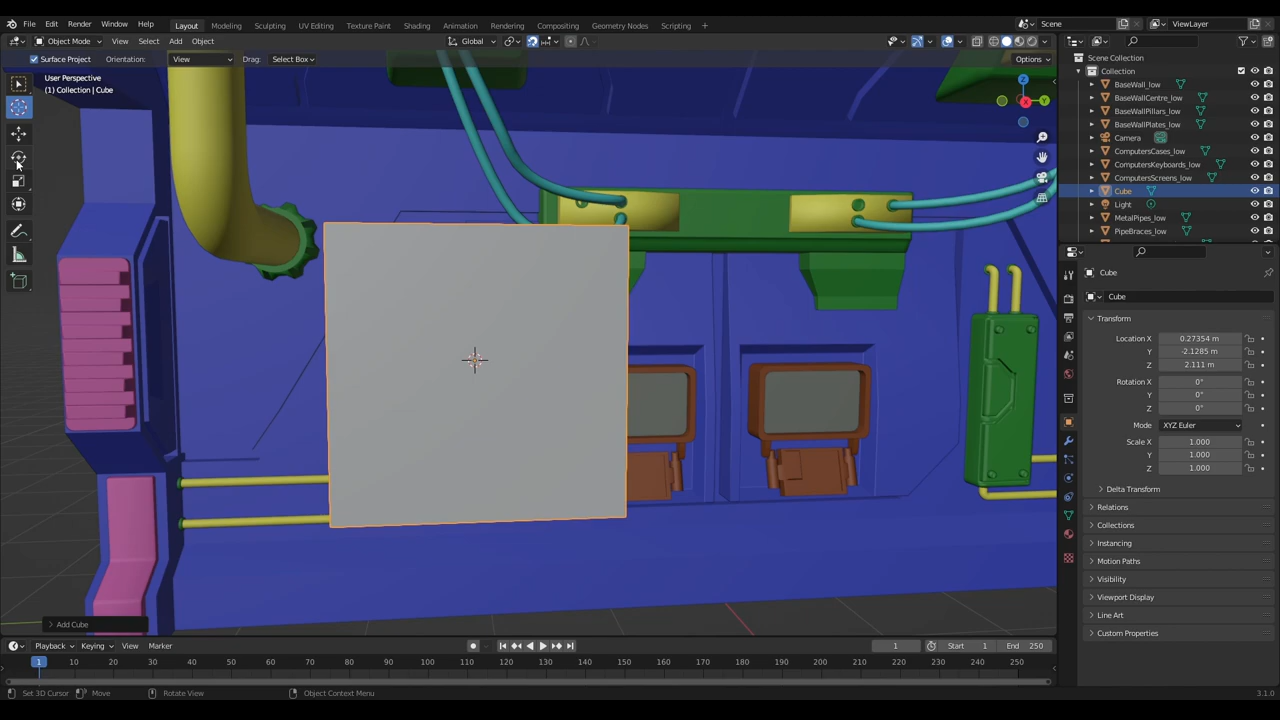 File Edit Render Window Help Layout Modeling Sculpting UV Editing Texture Paint Shading Animation Rendering Compositing Geometry Nodes Scripting + Scene ViewLayer
Object Mode View Select Add Object Global
Surface Project Orientation: View Drag: Select Box Options
User Perspective
(1) Collection | Cube
Z
Y
X
Scene Collection
Collection
BaseWall_low
BaseWallCentre_low
BaseWallPillars_low
BaseWallPlates_low
Camera
ComputersCases_low
ComputersKeyboards_low
ComputersScreens_low
Cube
Light
MetalPipes_low
PipeBraces_low
Cube
Cube
Transform
Location X 0.27354 m
Y -2.1285 m
Z 2.111 m
Rotation X 0°
Y 0°
Z 0°
Mode XYZ Euler
Scale X 1.000
Y 1.000
Z 1.000
Delta Transform
Relations
Collections
Instancing
Motion Paths
Visibility
Viewport Display
Line Art
Custom Properties
Add Cube
Playback Keying View Marker 1 Start 1 End 250
1 10 20 30 40 50 60 70 80 90 100 110 120 130 140 150 160 170 180 190 200 210 220 230 240 250
Set 3D Cursor Move Rotate View Object Context Menu 3.1.0